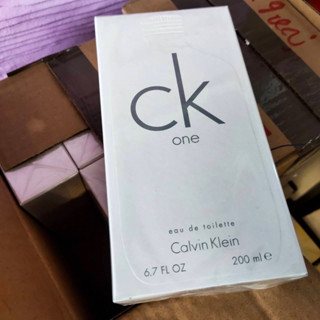 ck
one
eau de toilette
Calvin Klein
6.7 FL OZ 200 ml e